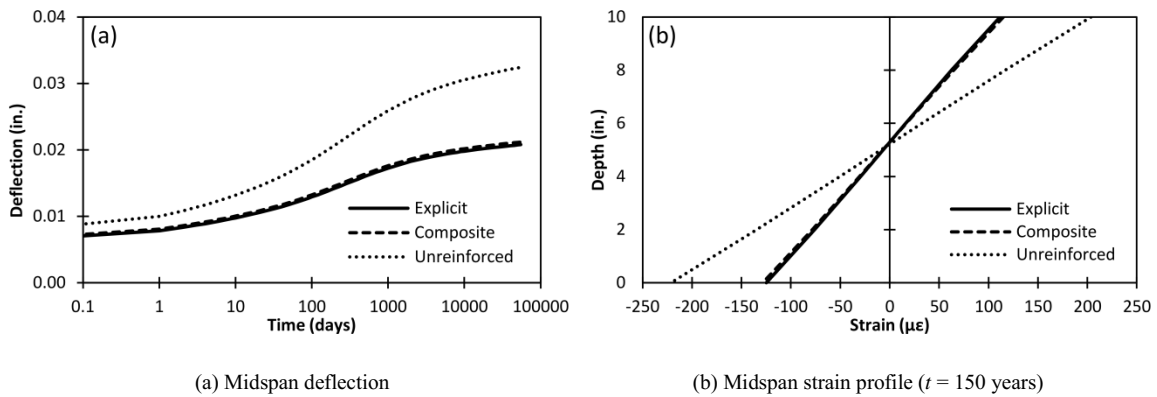 (a)
0.04
0.03
0.02
0.01
0.00
Deflection (in.)
0.1 1 10 100 1000 10000 100000
Time (days)
Explicit
Composite
Unreinforced
(a) Midspan deflection
(b)
10
8
6
4
2
0
Depth (in.)
-250 -200 -150 -100 -50 0 50 100 150 200 250
Strain (με)
Explicit
Composite
Unreinforced
(b) Midspan strain profile (t = 150 years)